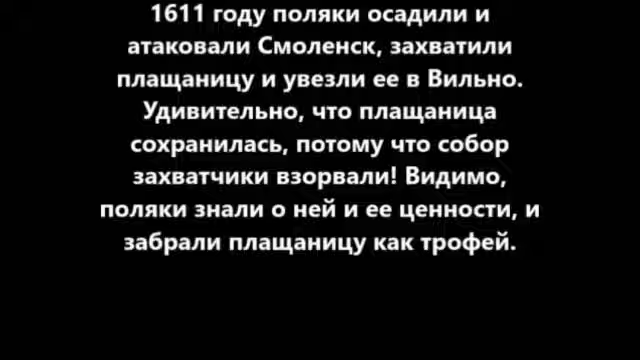 1611 году поляки осадили и
атаковали Смоленск, захватили
плащаницу и увезли ее в Вильно.
Удивительно, что плащаница
сохранилась, потому что собор
захватчики взорвали! Видимо,
поляки знали о ней и ее ценности, и
забрали плащаницу как трофей.